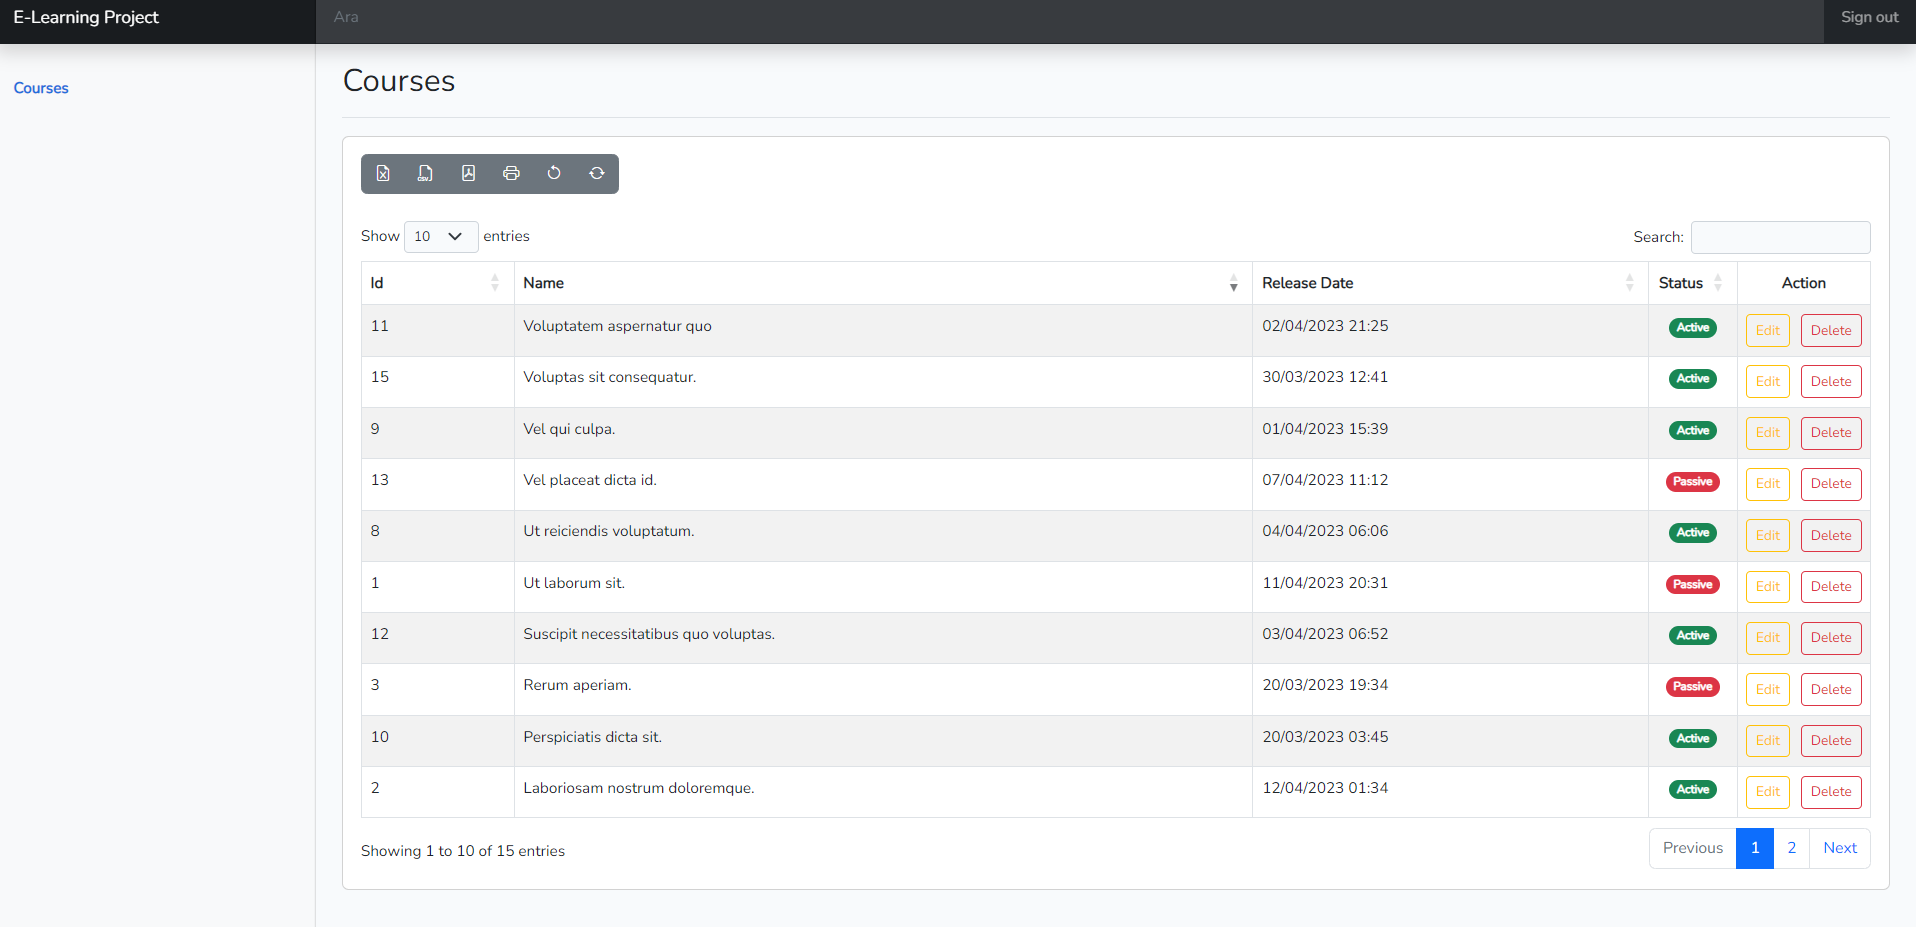 E-Learning Project
Ara
Sign out
Courses
Courses
CSV
Show 10 entries
Search:
Id Name Release Date Status Action
11 Voluptatem aspernatur quo 02/04/2023 21:25 Active Edit Delete
15 Voluptas sit consequatur. 30/03/2023 12:41 Active Edit Delete
9 Vel qui culpa. 01/04/2023 15:39 Active Edit Delete
13 Vel placeat dicta id. 07/04/2023 11:12 Passive Edit Delete
8 Ut reiciendis voluptatum. 04/04/2023 06:06 Active Edit Delete
1 Ut laborum sit. 11/04/2023 20:31 Passive Edit Delete
12 Suscipit necessitatibus quo voluptas. 03/04/2023 06:52 Active Edit Delete
3 Rerum aperiam. 20/03/2023 19:34 Passive Edit Delete
10 Perspiciatis dicta sit. 20/03/2023 03:45 Active Edit Delete
2 Laboriosam nostrum doloremque. 12/04/2023 01:34 Active Edit Delete
Showing 1 to 10 of 15 entries
Previous 1 2 Next